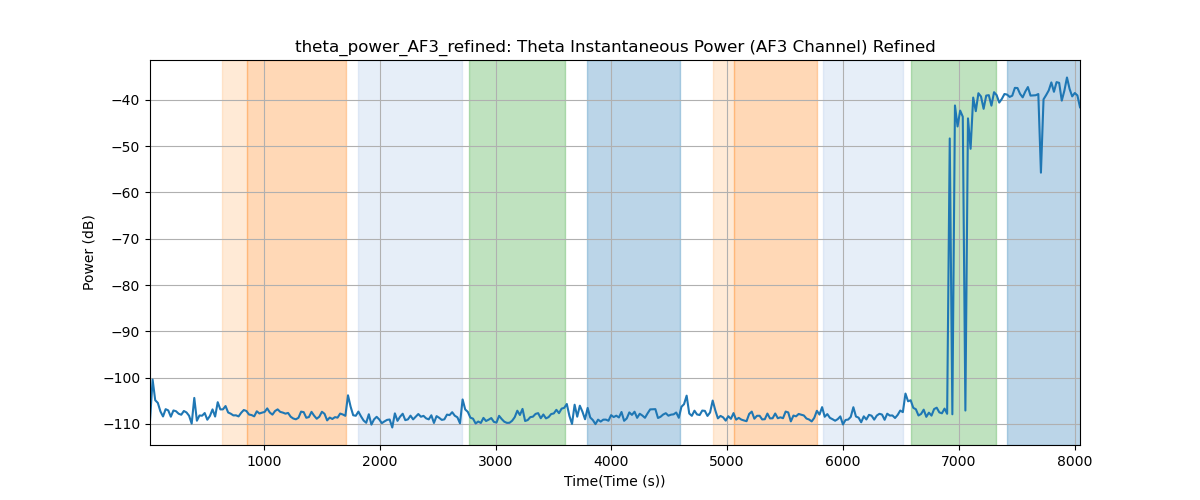 theta_power_AF3_refined: Theta Instantaneous Power (AF3 Channel) Refined
Power (dB)
−40
−50
−60
−70
−80
−90
−100
−110
1000 2000 3000 4000 5000 6000 7000 8000
Time(Time (s))